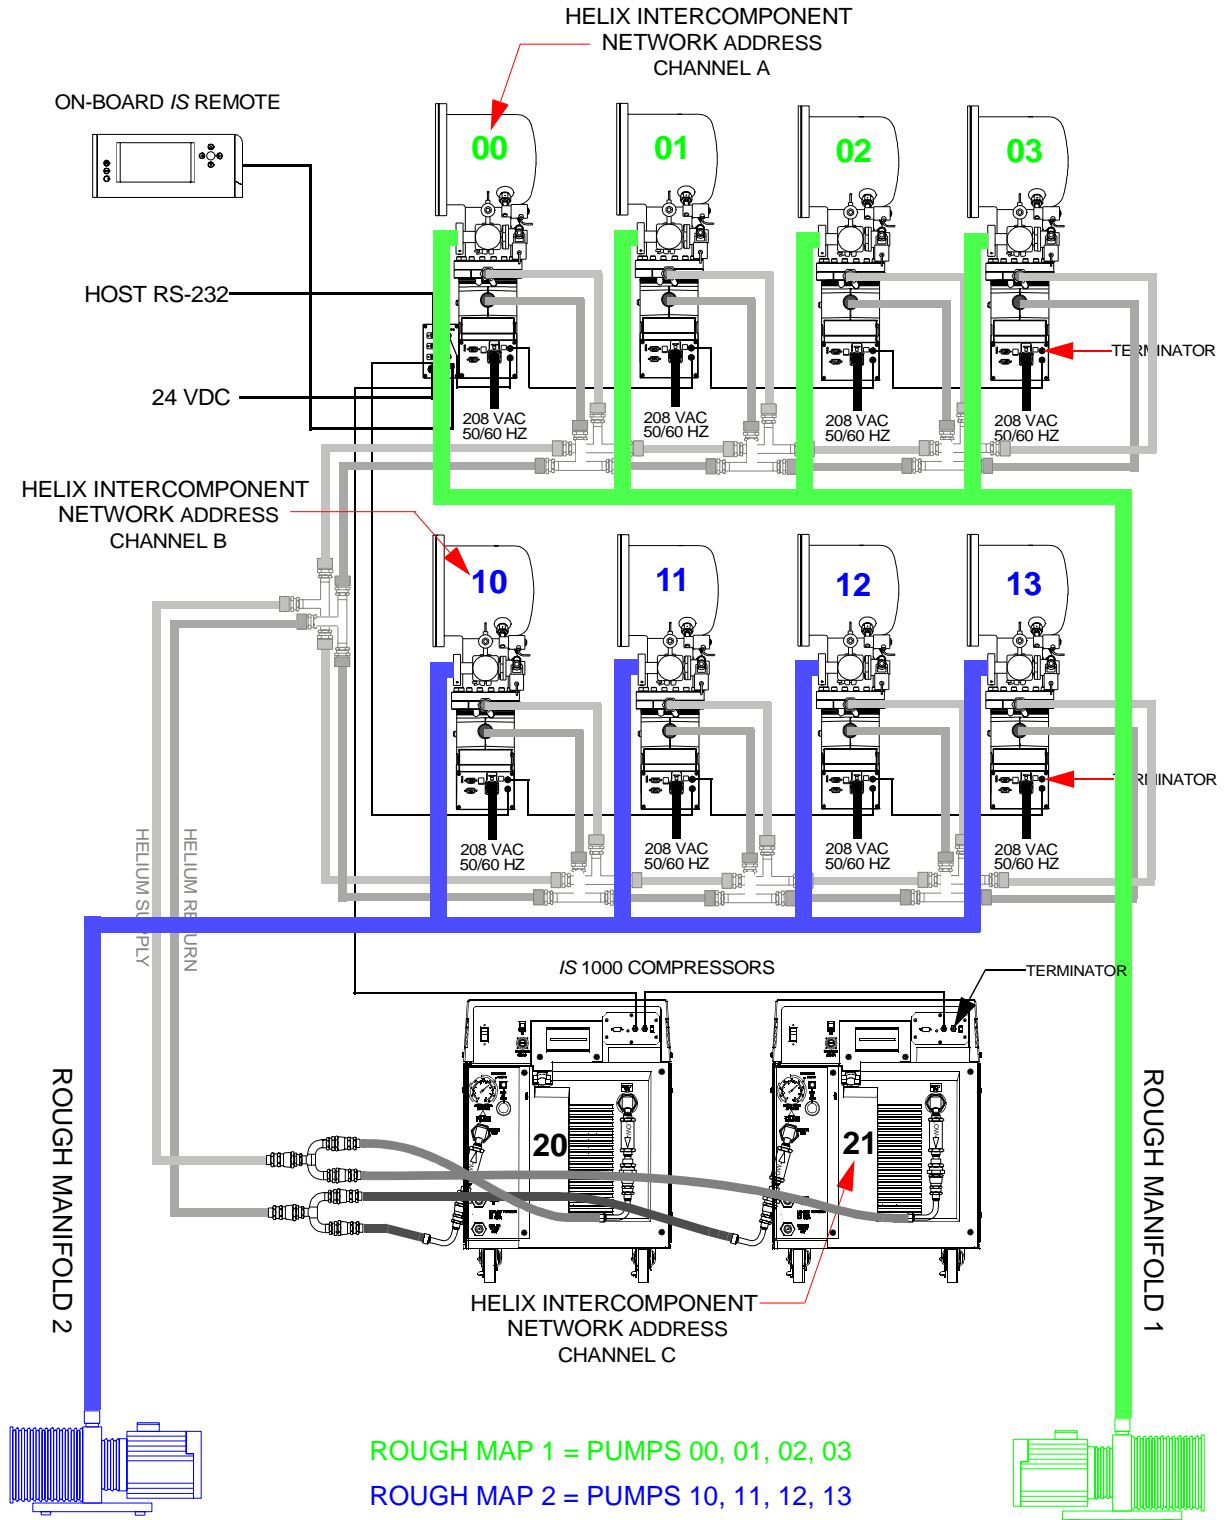 HELIX INTERCOMPONENT
NETWORK ADDRESS
CHANNEL A
ON-BOARD IS REMOTE
00
01
02
03
HOST RS-232
TERMINATOR
24 VDC
208 VAC
50/60 HZ
208 VAC
50/60 HZ
208 VAC
50/60 HZ
208 VAC
50/60 HZ
HELIX INTERCOMPONENT
NETWORK ADDRESS
CHANNEL B
10
11
12
13
TERMINATOR
208 VAC
50/60 HZ
208 VAC
50/60 HZ
208 VAC
50/60 HZ
208 VAC
50/60 HZ
HELIUM SUPPLY
HELIUM RETURN
IS 1000 COMPRESSORS
TERMINATOR
20
21
ROUGH MANIFOLD 2
ROUGH MANIFOLD 1
HELIX INTERCOMPONENT
NETWORK ADDRESS
CHANNEL C
ROUGH MAP 1 = PUMPS 00, 01, 02, 03
ROUGH MAP 2 = PUMPS 10, 11, 12, 13